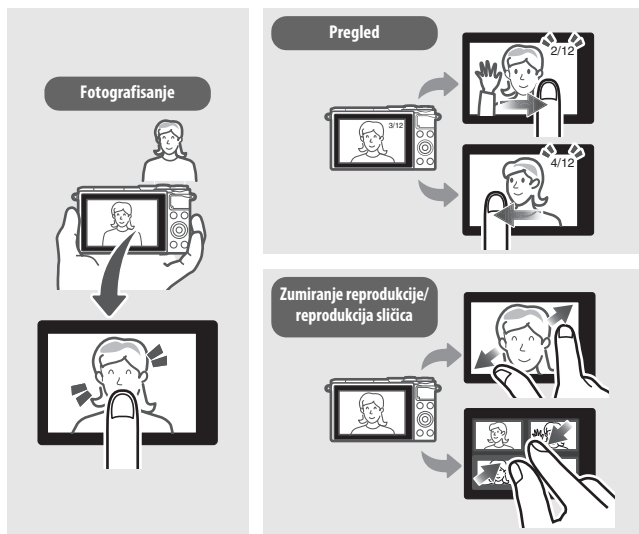 Fotografisanje
Pregled
3/12
2/12
4/12
Zumiranje reprodukcije/
reprodukcija sličica